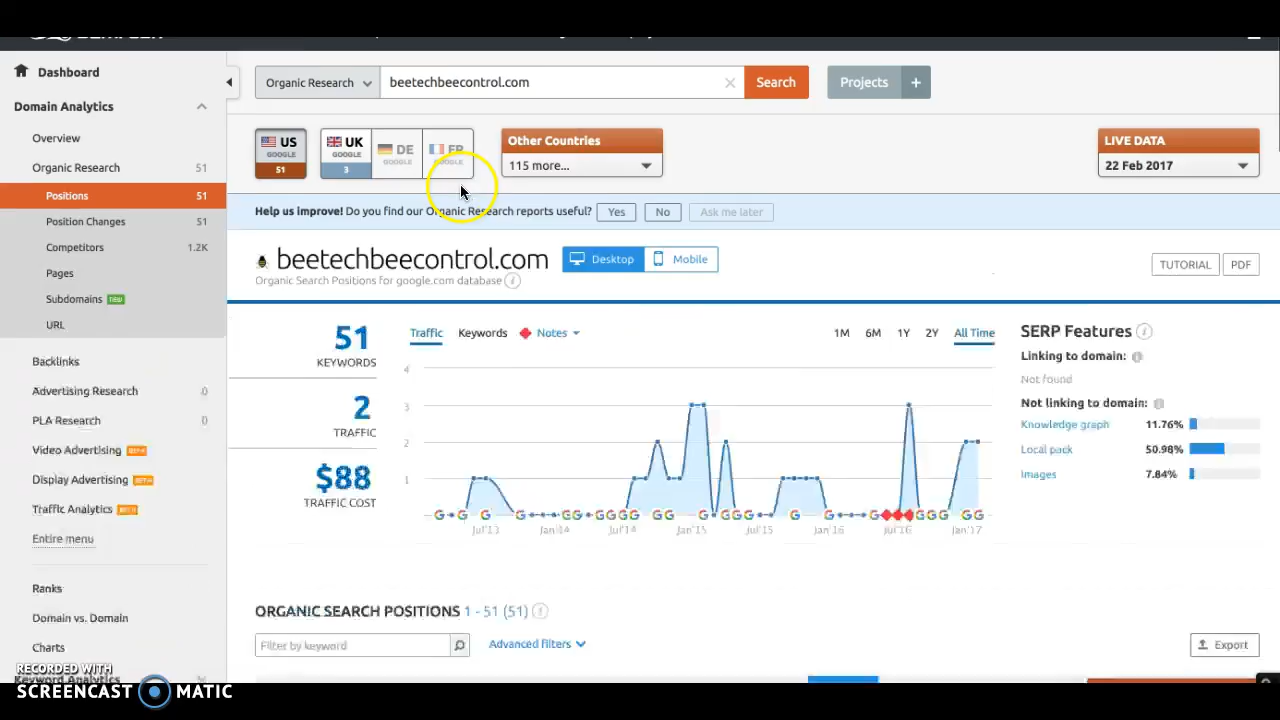 Dashboard
Domain Analytics
Overview
Organic Research 51
Positions 51
Position Changes 51
Competitors 1.2K
Pages
Subdomains NEW
URL
Backlinks
Advertising Research 0
PLA Research 0
Video Advertising BETA
Display Advertising BETA
Traffic Analytics BETA
Entire menu
Ranks
Domain vs. Domain
Charts
Keyword Analytics
RECORDED WITH
SCREENCAST MATIC
Organic Research beetechbeecontrol.com Search Projects +
US GOOGLE 51
UK GOOGLE 3
DE GOOGLE
FR GOOGLE
Other Countries
115 more...
LIVE DATA
22 Feb 2017
Help us improve! Do you find our Organic Research reports useful? Yes No Ask me later
beetechbeecontrol.com Desktop Mobile
TUTORIAL PDF
Organic Search Positions for google.com database
51
KEYWORDS
2
TRAFFIC
$88
TRAFFIC COST
Traffic Keywords Notes 1M 6M 1Y 2Y All Time
4
3
2
1
Jul'13 Jan'14 Jul'14 Jan'15 Jul'15 Jan'16 Jul'16 Jan'17
SERP Features
Linking to domain:
Not found
Not linking to domain:
Knowledge graph 11.76%
Local pack 50.98%
Images 7.84%
ORGANIC SEARCH POSITIONS 1 - 51 (51)
Filter by keyword Advanced filters Export